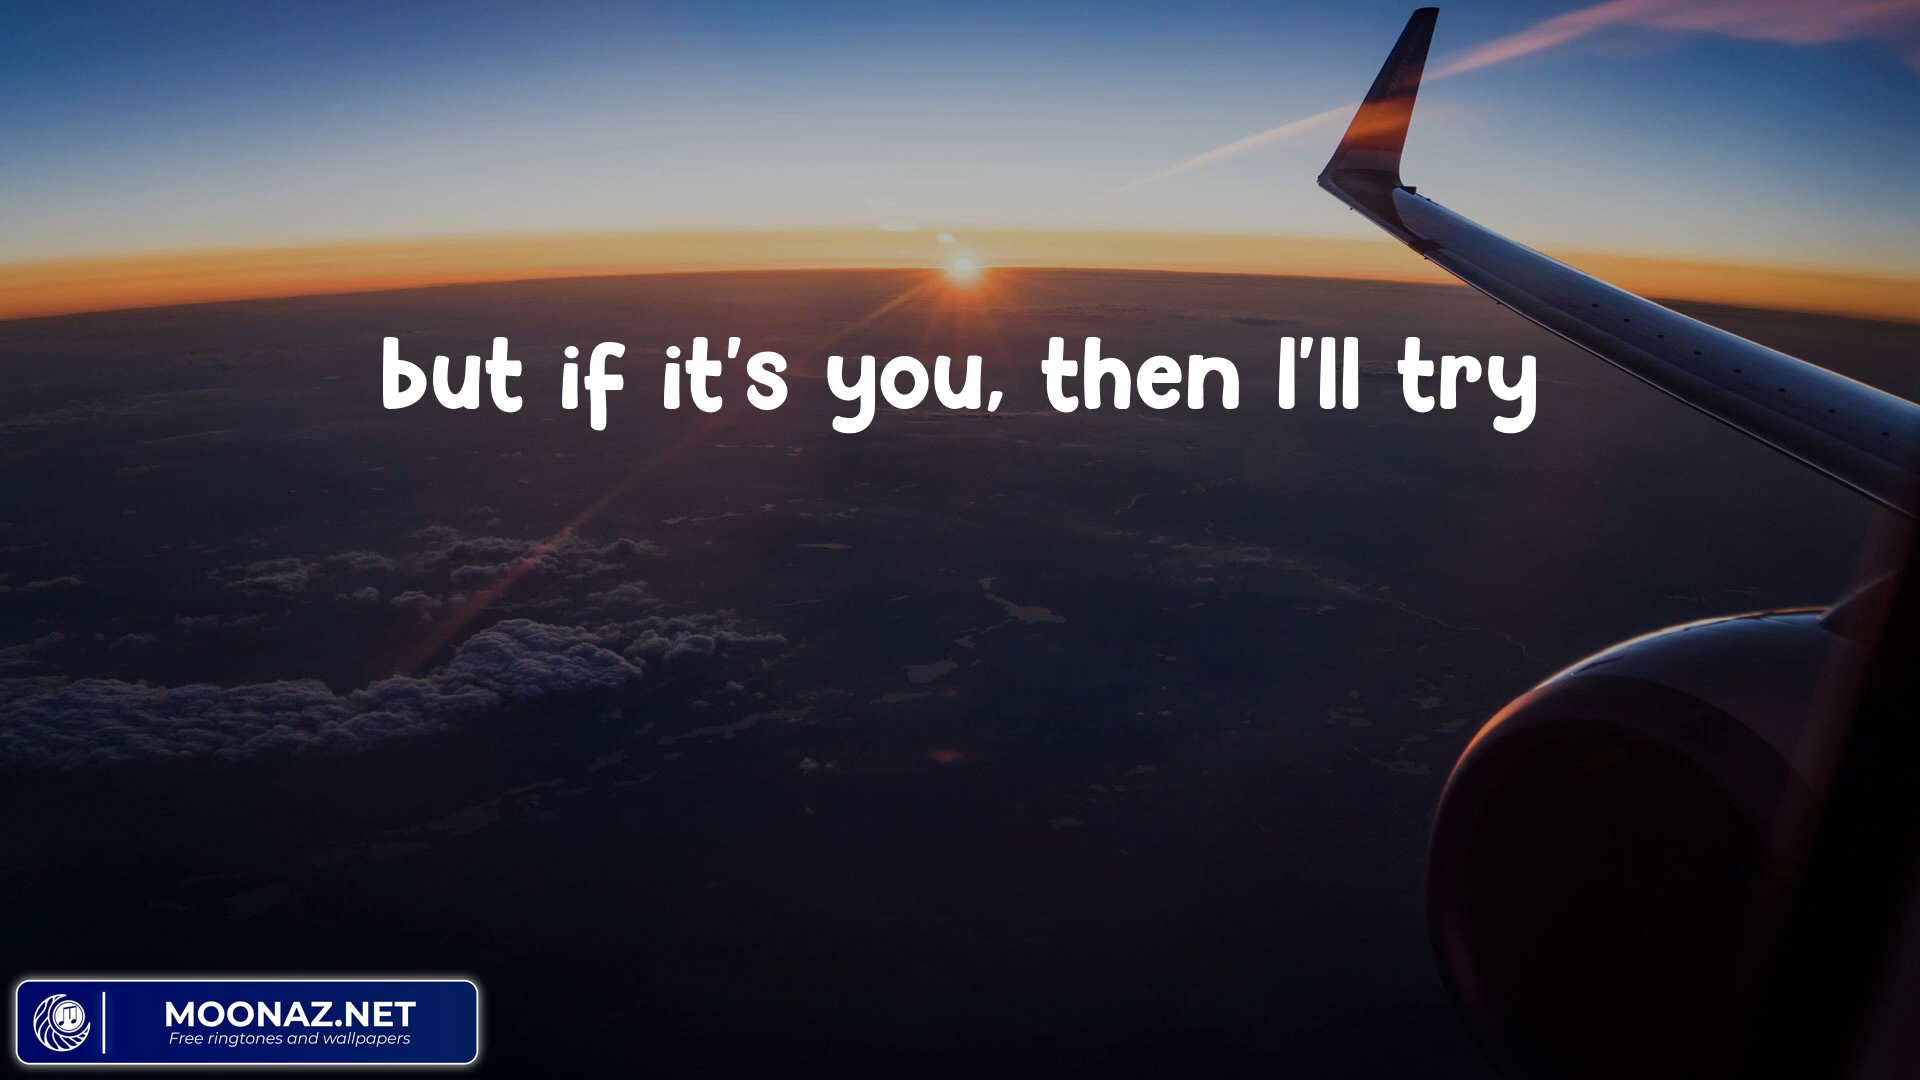 but if it's you, then I'll try
MOONAZ.NET
Free ringtones and wallpapers